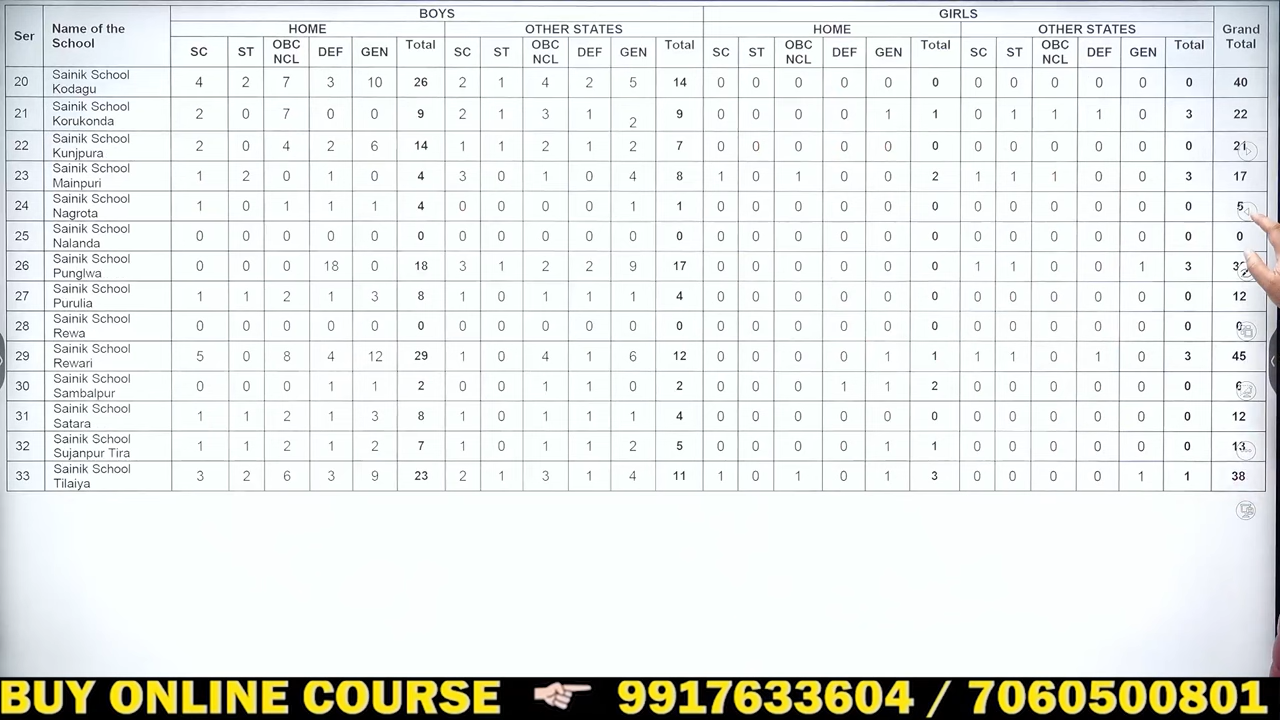 BOYS GIRLS
Ser Name of the School HOME OTHER STATES HOME OTHER STATES Grand Total
SC ST OBC NCL DEF GEN Total SC ST OBC NCL DEF GEN Total SC ST OBC NCL DEF GEN Total SC ST OBC NCL DEF GEN Total
20 Sainik School Kodagu 4 2 7 3 10 26 2 1 4 2 5 14 0 0 0 0 0 0 0 0 0 0 0 0 40
21 Sainik School Korukonda 2 0 7 0 0 9 2 1 3 1 2 9 0 0 0 0 1 1 0 1 1 1 0 3 22
22 Sainik School Kunjpura 2 0 4 2 6 14 1 1 2 1 2 7 0 0 0 0 0 0 0 0 0 0 0 0 21
23 Sainik School Mainpuri 1 2 0 1 0 4 3 0 1 0 4 8 1 0 1 0 0 2 1 1 1 0 0 3 17
24 Sainik School Nagrota 1 0 1 1 1 4 0 0 0 0 1 1 0 0 0 0 0 0 0 0 0 0 0 0 5
25 Sainik School Nalanda 0 0 0 0 0 0 0 0 0 0 0 0 0 0 0 0 0 0 0 0 0 0 0 0 0
26 Sainik School Punglwa 0 0 0 18 0 18 3 1 2 2 9 17 0 0 0 0 0 0 1 1 0 0 1 3
27 Sainik School Purulia 1 1 2 1 3 8 1 0 1 1 1 4 0 0 0 0 0 0 0 0 0 0 0 0 12
28 Sainik School Rewa 0 0 0 0 0 0 0 0 0 0 0 0 0 0 0 0 0 0 0 0 0 0 0 0 0
29 Sainik School Rewari 5 0 8 4 12 29 1 0 4 1 6 12 0 0 0 0 1 1 1 1 0 1 0 3 45
30 Sainik School Sambalpur 0 0 0 1 1 2 0 0 1 1 0 2 0 0 0 1 1 2 0 0 0 0 0 0 6
31 Sainik School Satara 1 1 2 1 3 8 1 0 1 1 1 4 0 0 0 0 0 0 0 0 0 0 0 0 12
32 Sainik School Sujanpur Tira 1 1 2 1 2 7 1 0 1 1 2 5 0 0 0 0 1 1 0 0 0 0 0 0 13
33 Sainik School Tilaiya 3 2 6 3 9 23 2 1 3 1 4 11 1 0 1 0 1 3 0 0 0 0 1 1 38
BUY ONLINE COURSE 9917633604 / 7060500801